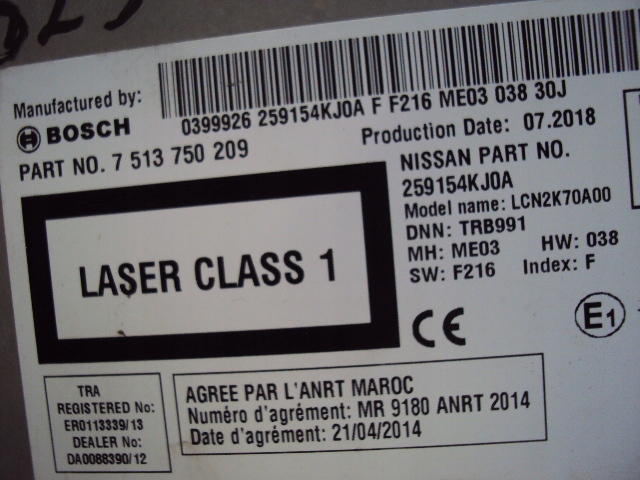 Manufactured by:
BOSCH
0399926 259154KJ0A F F216 ME03 038 30J
PART NO. 7 513 750 209
Production Date: 07.2018
NISSAN PART NO.
259154KJ0A
Model name: LCN2K70A00
DNN: TRB991
MH: ME03 HW: 038
SW: F216 Index: F
LASER CLASS 1
CE
E1
TRA
REGISTERED No:
ER0113339/13
DEALER No:
DA0088390/12
AGREE PAR L'ANRT MAROC
Numéro d'agrément: MR 9180 ANRT 2014
Date d'agrément: 21/04/2014